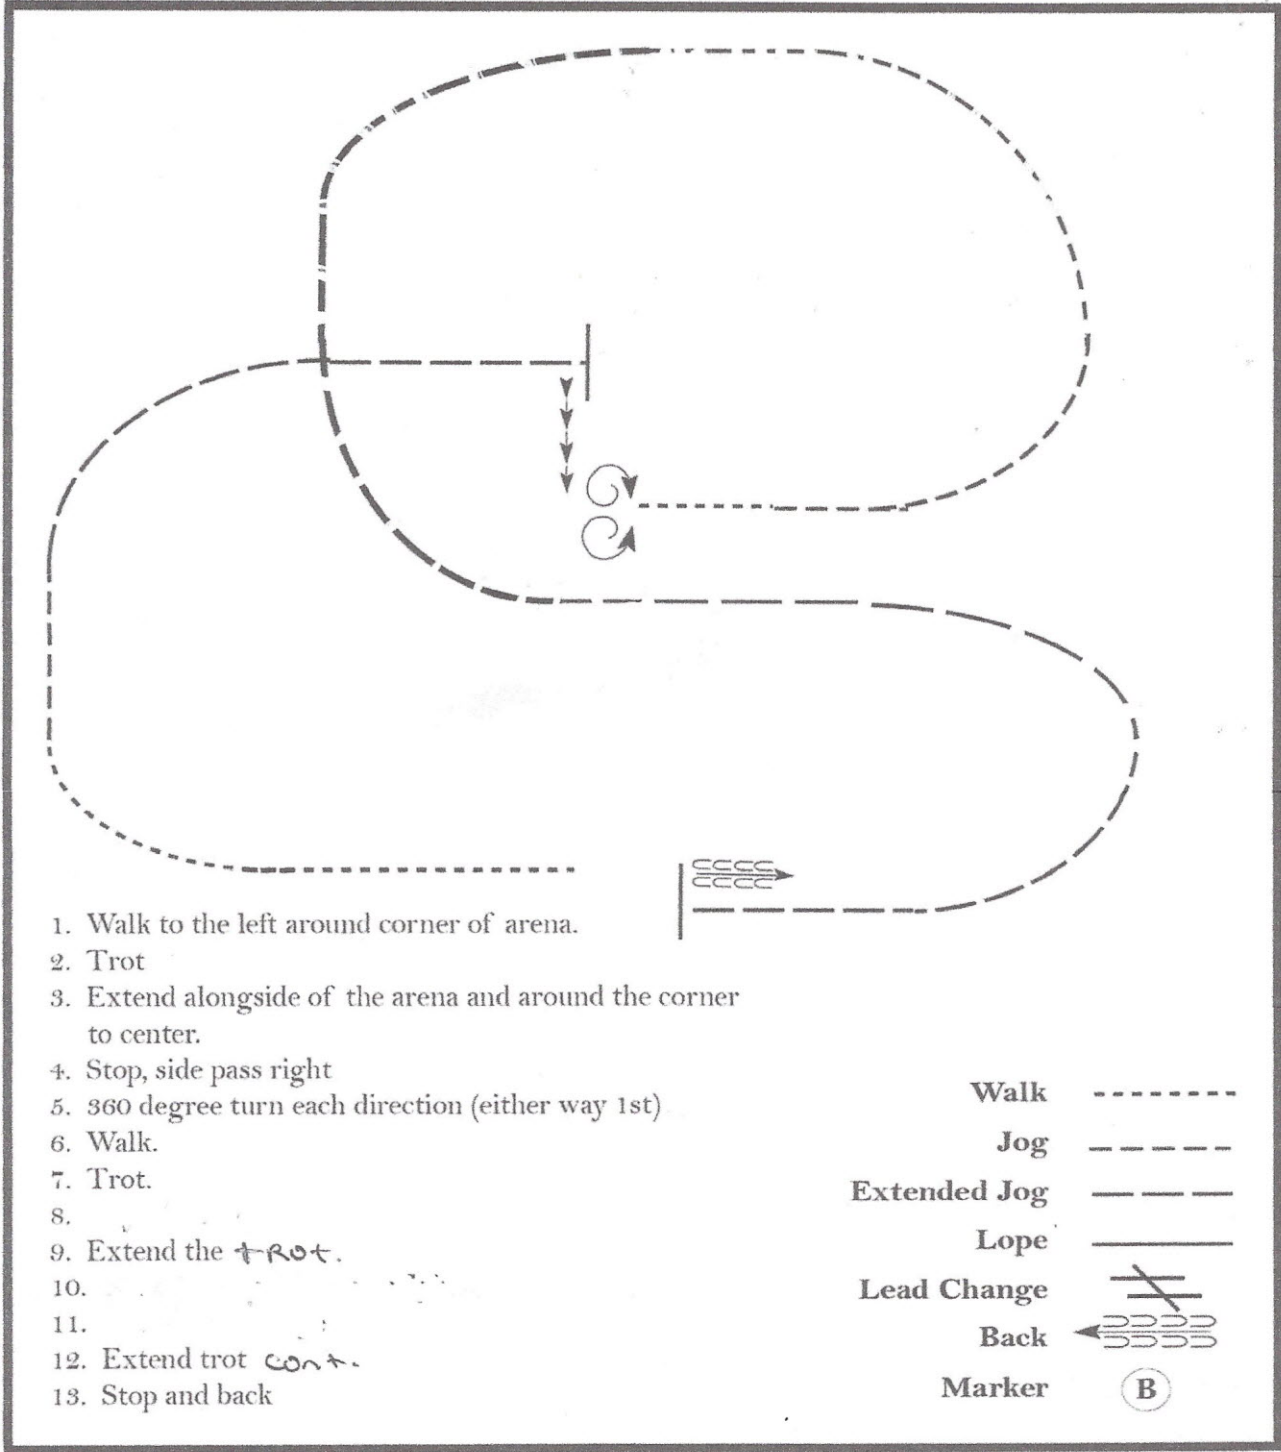 1. Walk to the left around corner of arena.
2. Trot
3. Extend alongside of the arena and around the corner
to center.
4. Stop, side pass right
5. 360 degree turn each direction (either way 1st)
6. Walk.
7. Trot.
8.
9. Extend the trot.
10.
11.
12. Extend trot cont.
13. Stop and back
Walk
Jog
Extended Jog
Lope
Lead Change
Back
Marker B